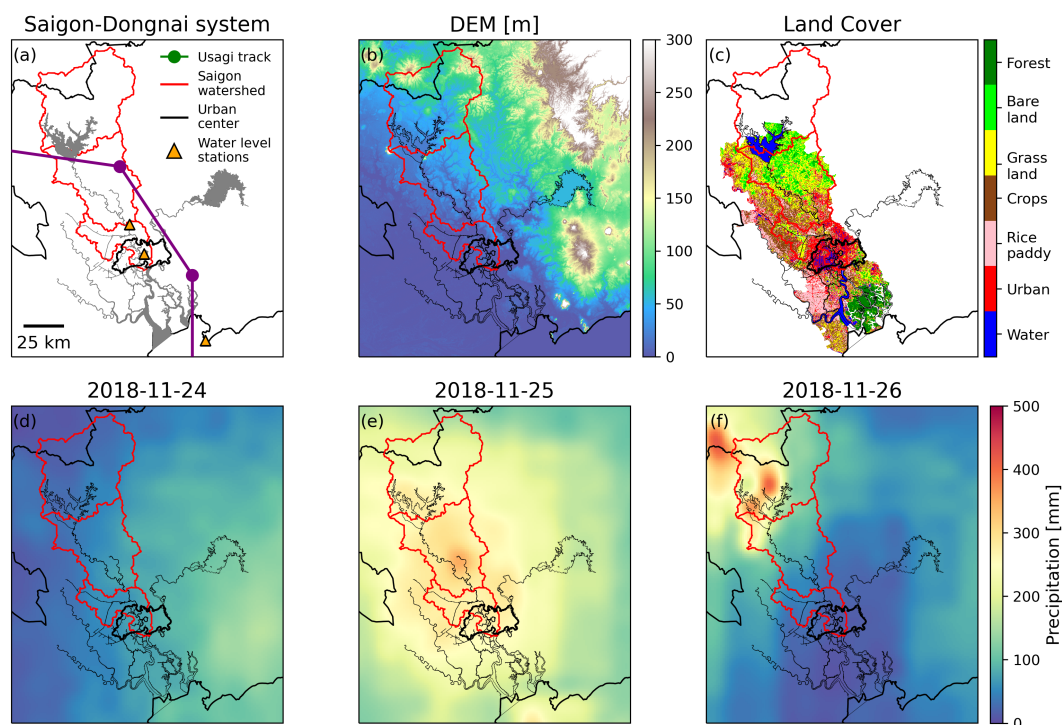 Saigon-Dongnai system
DEM [m]
Land Cover
(a)
Usagi track
Saigon
watershed
Urban
center
Water level
stations
25 km
(b)
300
250
200
150
100
50
0
(c)
Forest
Bare
land
Grass
land
Crops
Rice
paddy
Urban
Water
2018-11-24
2018-11-25
2018-11-26
(d)
(e)
(f)
500
400
300
200
100
0
Precipitation [mm]